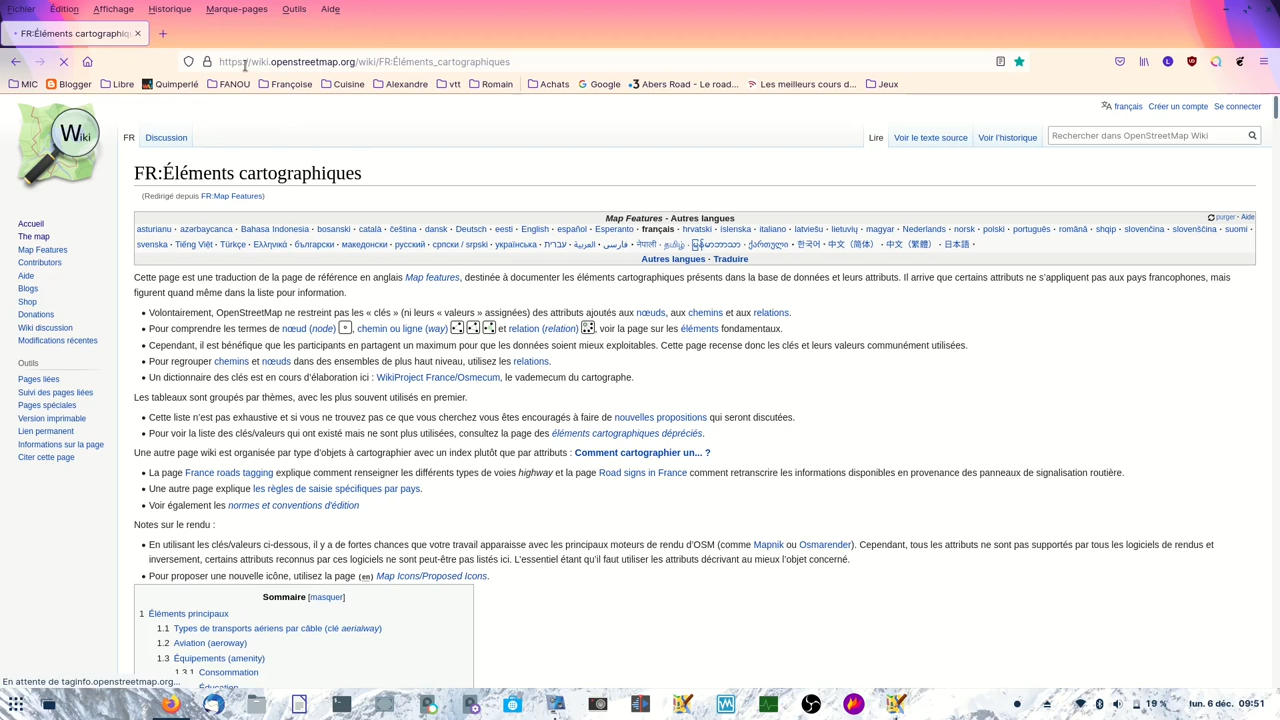 Fichier Édition Affichage Historique Marque-pages Outils Aide
FR:Éléments cartographiq
https://wiki.openstreetmap.org/wiki/FR:Éléments_cartographiques
MIC Blogger Libre Quimperlé FANOU Françoise Cuisine Alexandre vtt Romain Achats Google Abers Road - Le road... Les meilleurs cours d... Jeux
français Créer un compte Se connecter
Wiki
FR Discussion Lire Voir le texte source Voir l'historique Rechercher dans OpenStreetMap Wiki
FR:Éléments cartographiques
(Redirigé depuis FR:Map Features)
Accueil
The map
Map Features
Contributors
Aide
Blogs
Shop
Donations
Wiki discussion
Modifications récentes
Outils
Pages liées
Suivi des pages liées
Pages spéciales
Version imprimable
Lien permanent
Informations sur la page
Citer cette page
Map Features - Autres langues purger · Aide
asturianu · azərbaycanca · Bahasa Indonesia · bosanski · català · čeština · dansk · Deutsch · eesti · English · español · Esperanto · français · hrvatski · íslenska · italiano · latviešu · lietuvių · magyar · Nederlands · norsk · polski · português · română · shqip · slovenčina · slovenščina · suomi ·
svenska · Tiếng Việt · Türkçe · Ελληνικά · български · македонски · русский · српски / srpski · українська · עברית · العربية · فارسی · नेपाली · தமிழ் · မြန်မာဘာသာ · ქართული · 한국어 · 中文（简体） · 中文（繁體） · 日本語 ·
Autres langues · Traduire
Cette page est une traduction de la page de référence en anglais Map features, destinée à documenter les éléments cartographiques présents dans la base de données et leurs attributs. Il arrive que certains attributs ne s'appliquent pas aux pays francophones, mais
figurent quand même dans la liste pour information.
• Volontairement, OpenStreetMap ne restreint pas les « clés » (ni leurs « valeurs » assignées) des attributs ajoutés aux nœuds, aux chemins et aux relations.
• Pour comprendre les termes de nœud (node) , chemin ou ligne (way) et relation (relation) , voir la page sur les éléments fondamentaux.
• Cependant, il est bénéfique que les participants en partagent un maximum pour que les données soient mieux exploitables. Cette page recense donc les clés et leurs valeurs communément utilisées.
• Pour regrouper chemins et nœuds dans des ensembles de plus haut niveau, utilisez les relations.
• Un dictionnaire des clés est en cours d'élaboration ici : WikiProject France/Osmecum, le vademecum du cartographe.
Les tableaux sont groupés par thèmes, avec les plus souvent utilisés en premier.
• Cette liste n'est pas exhaustive et si vous ne trouvez pas ce que vous cherchez vous êtes encouragés à faire de nouvelles propositions qui seront discutées.
• Pour voir la liste des clés/valeurs qui ont existé mais ne sont plus utilisées, consultez la page des éléments cartographiques dépréciés.
Une autre page wiki est organisée par type d'objets à cartographier avec un index plutôt que par attributs : Comment cartographier un... ?
• La page France roads tagging explique comment renseigner les différents types de voies highway et la page Road signs in France comment retranscrire les informations disponibles en provenance des panneaux de signalisation routière.
• Une autre page explique les règles de saisie spécifiques par pays.
• Voir également les normes et conventions d'édition
Notes sur le rendu :
• En utilisant les clés/valeurs ci-dessous, il y a de fortes chances que votre travail apparaisse avec les principaux moteurs de rendu d'OSM (comme Mapnik ou Osmarender). Cependant, tous les attributs ne sont pas supportés par tous les logiciels de rendus et
inversement, certains attributs reconnus par ces logiciels ne sont peut-être pas listés ici. L'essentiel étant qu'il faut utiliser les attributs décrivant au mieux l'objet concerné.
• Pour proposer une nouvelle icône, utilisez la page (en) Map Icons/Proposed Icons.
Sommaire [masquer]
1 Éléments principaux
1.1 Types de transports aériens par câble (clé aerialway)
1.2 Aviation (aeroway)
1.3 Équipements (amenity)
1.3.1 Consommation
Éducation
En attente de taginfo.openstreetmap.org...
19 % lun. 6 déc. 09:51